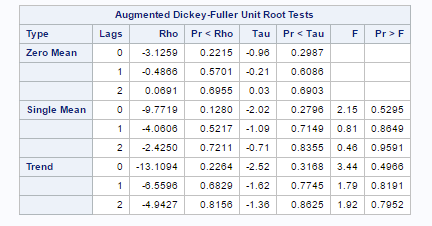 Augmented Dickey-Fuller Unit Root Tests
Type Lags Rho Pr < Rho Tau Pr < Tau F Pr > F
Zero Mean 0 -3.1259 0.2215 -0.96 0.2987
1 -0.4866 0.5701 -0.21 0.6086
2 0.0691 0.6955 0.03 0.6903
Single Mean 0 -9.7719 0.1280 -2.02 0.2796 2.15 0.5295
1 -4.0606 0.5217 -1.09 0.7149 0.81 0.8649
2 -2.4250 0.7211 -0.71 0.8355 0.46 0.9591
Trend 0 -13.1094 0.2264 -2.52 0.3168 3.44 0.4966
1 -6.5596 0.6829 -1.62 0.7745 1.79 0.8191
2 -4.9427 0.8156 -1.36 0.8625 1.92 0.7952